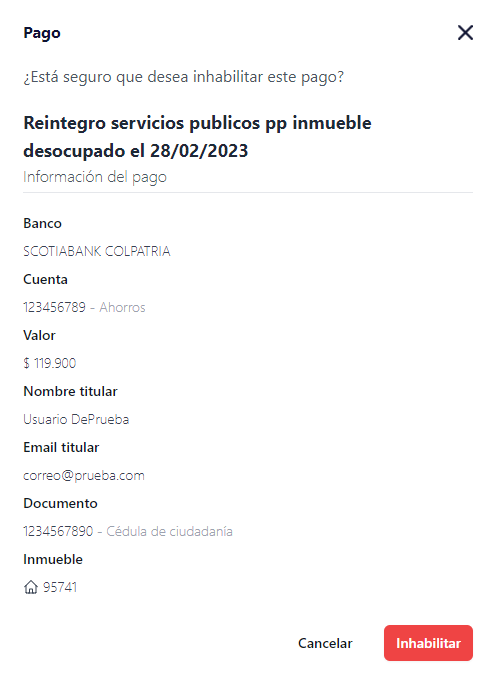 Pago
¿Está seguro que desea inhabilitar este pago?
Reintegro servicios publicos pp inmueble
desocupado el 28/02/2023
Información del pago
Banco
SCOTIABANK COLPATRIA
Cuenta
123456789 - Ahorros
Valor
$ 119.900
Nombre titular
Usuario DePrueba
Email titular
correo@prueba.com
Documento
1234567890 - Cédula de ciudadanía
Inmueble
95741
Cancelar
Inhabilitar